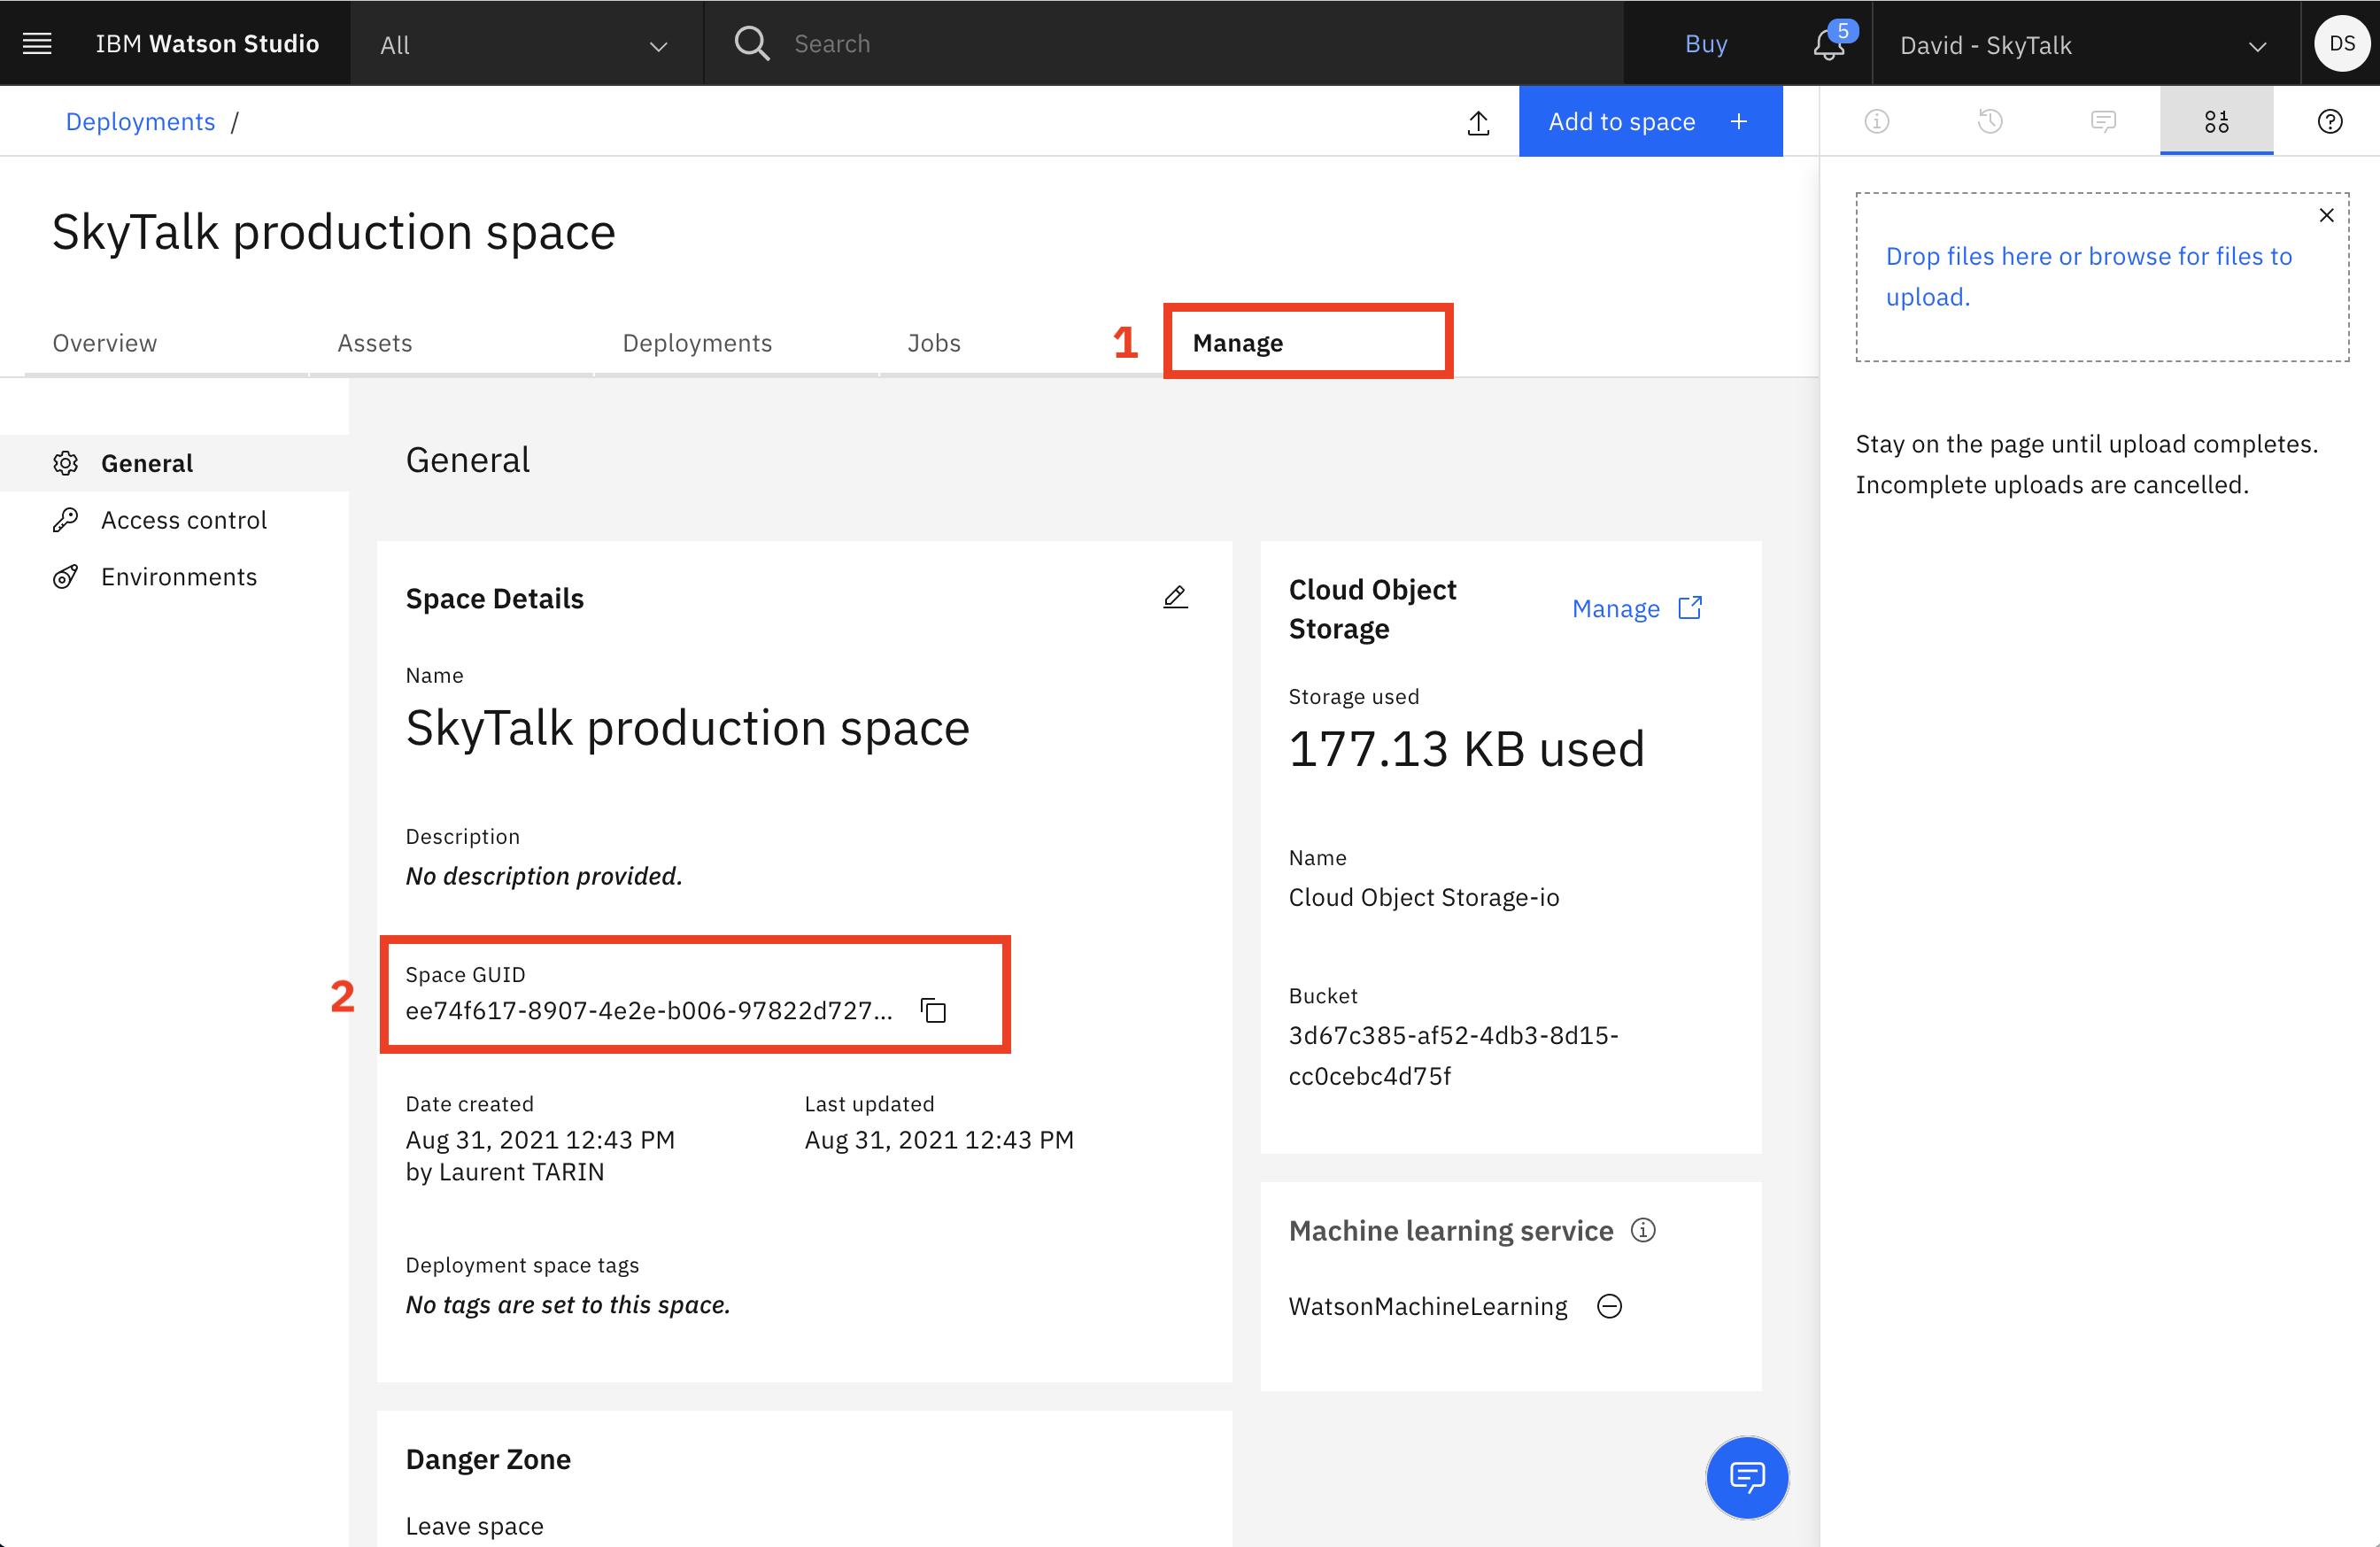 IBM Watson Studio
All
Search
Buy
5
David - SkyTalk
DS
Deployments /
Add to space +
SkyTalk production space
Overview
Assets
Deployments
Jobs
1
Manage
General
Access control
Environments
General
Space Details
Name
SkyTalk production space
Description
No description provided.
2
Space GUID
ee74f617-8907-4e2e-b006-97822d727...
Date created
Aug 31, 2021 12:43 PM
by Laurent TARIN
Last updated
Aug 31, 2021 12:43 PM
Deployment space tags
No tags are set to this space.
Danger Zone
Leave space
Cloud Object
Storage
Manage
Storage used
177.13 KB used
Name
Cloud Object Storage-io
Bucket
3d67c385-af52-4db3-8d15-
cc0cebc4d75f
Machine learning service
WatsonMachineLearning
Drop files here or browse for files to
upload.
Stay on the page until upload completes.
Incomplete uploads are cancelled.